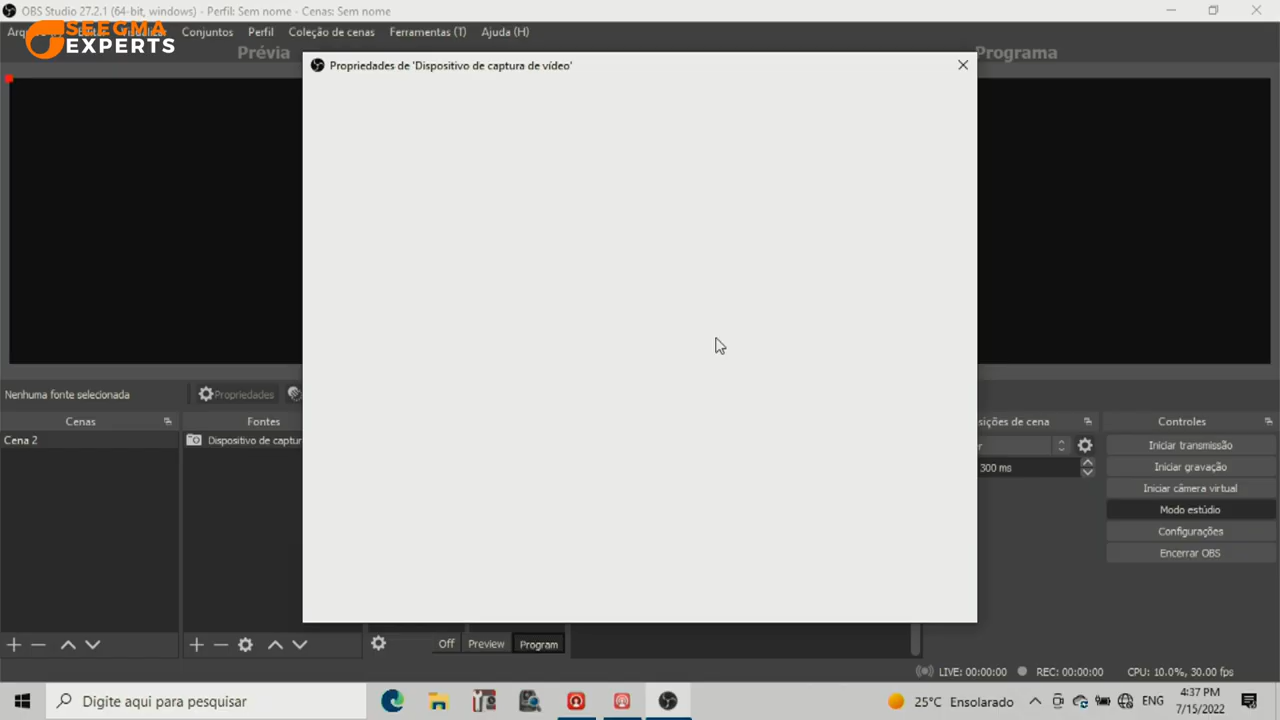 OBS Studio 27.2.1 (64-bit, windows) - Perfil: Sem nome - Cenas: Sem nome
SEEGMA
EXPERTS
Conjuntos Perfil Coleção de cenas Ferramentas (T) Ajuda (H)
Prévia
Programa
Propriedades de 'Dispositivo de captura de vídeo'
Nenhuma fonte selecionada
Propriedades
Cenas
Fontes
sições de cena
Controles
Cena 2
Dispositivo de captur
300 ms
Iniciar transmissão
Iniciar gravação
Iniciar câmera virtual
Modo estúdio
Configurações
Encerrar OBS
Off Preview Program
LIVE: 00:00:00 REC: 00:00:00 CPU: 10.0%, 30.00 fps
Digite aqui para pesquisar
25°C Ensolarado
ENG
4:37 PM
7/15/2022